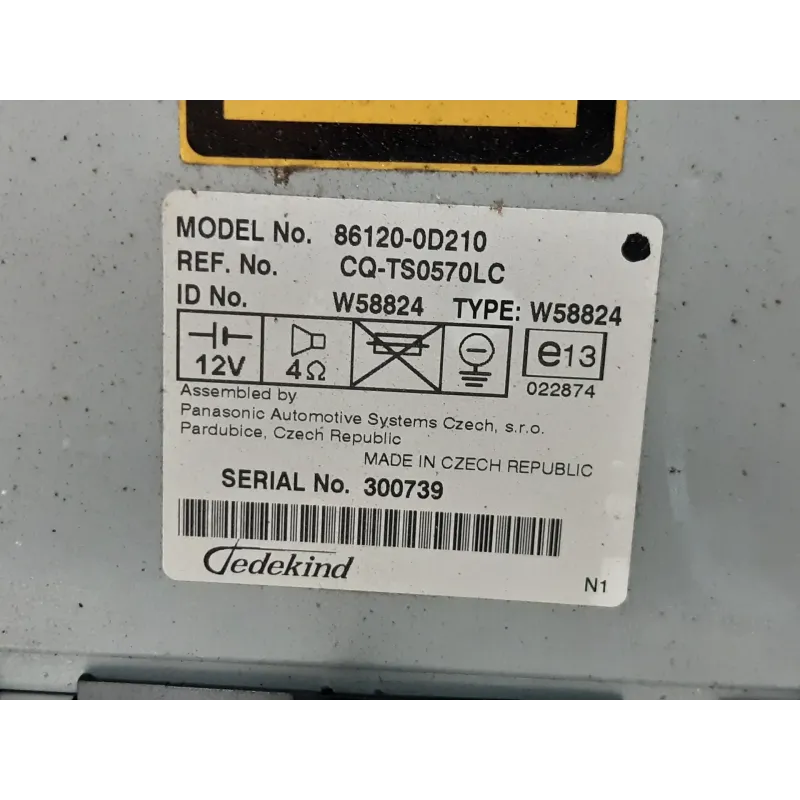 MODEL No. 86120-0D210
REF. No. CQ-TS0570LC
ID No. W58824 TYPE: W58824
12V 4Ω e13
022874
Assembled by
Panasonic Automotive Systems Czech, s.r.o.
Pardubice, Czech Republic
MADE IN CZECH REPUBLIC
SERIAL No. 300739
Tedekind
N1